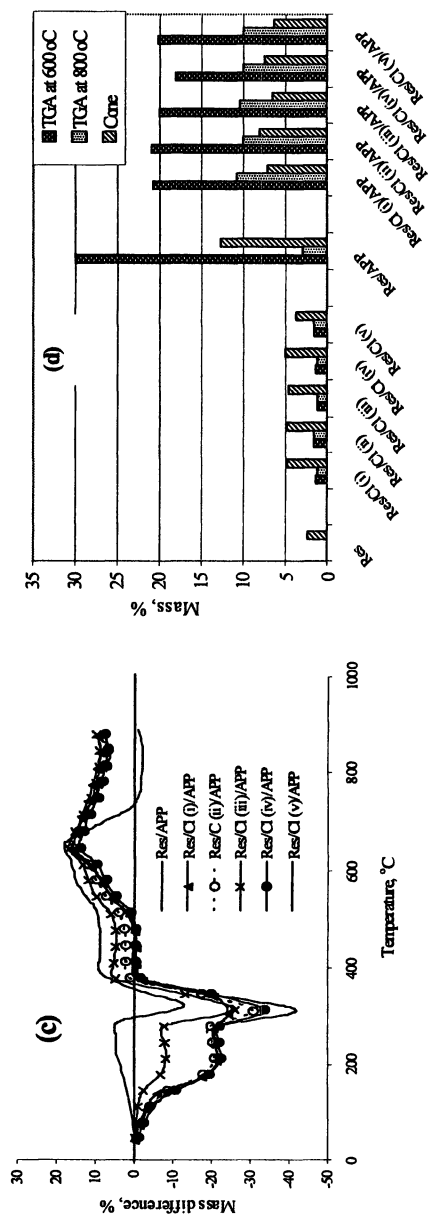 (c)
30
20
10
0
-10
-20
-30
-40
-50
Mass difference, %
0
200
400
600
800
1000
Temperature, °C
Res/APP
Res/Cl (i)/APP
Res/C (ii)/APP
Res/Cl (iii)/APP
Res/Cl (iv)/APP
Res/Cl (v)/APP
(d)
TGA at 600 oC
TGA at 800 oC
Cone
35
30
25
20
15
10
5
0
Mass, %
Res
Res/Cl (i)
Res/Cl (ii)
Res/Cl (iii)
Res/Cl (iv)
Res/Cl (v)
Res/APP
Res/Cl (i)/APP
Res/Cl (ii)/APP
Res/Cl (iii)/APP
Res/Cl (iv)/APP
Res/Cl (v)/APP